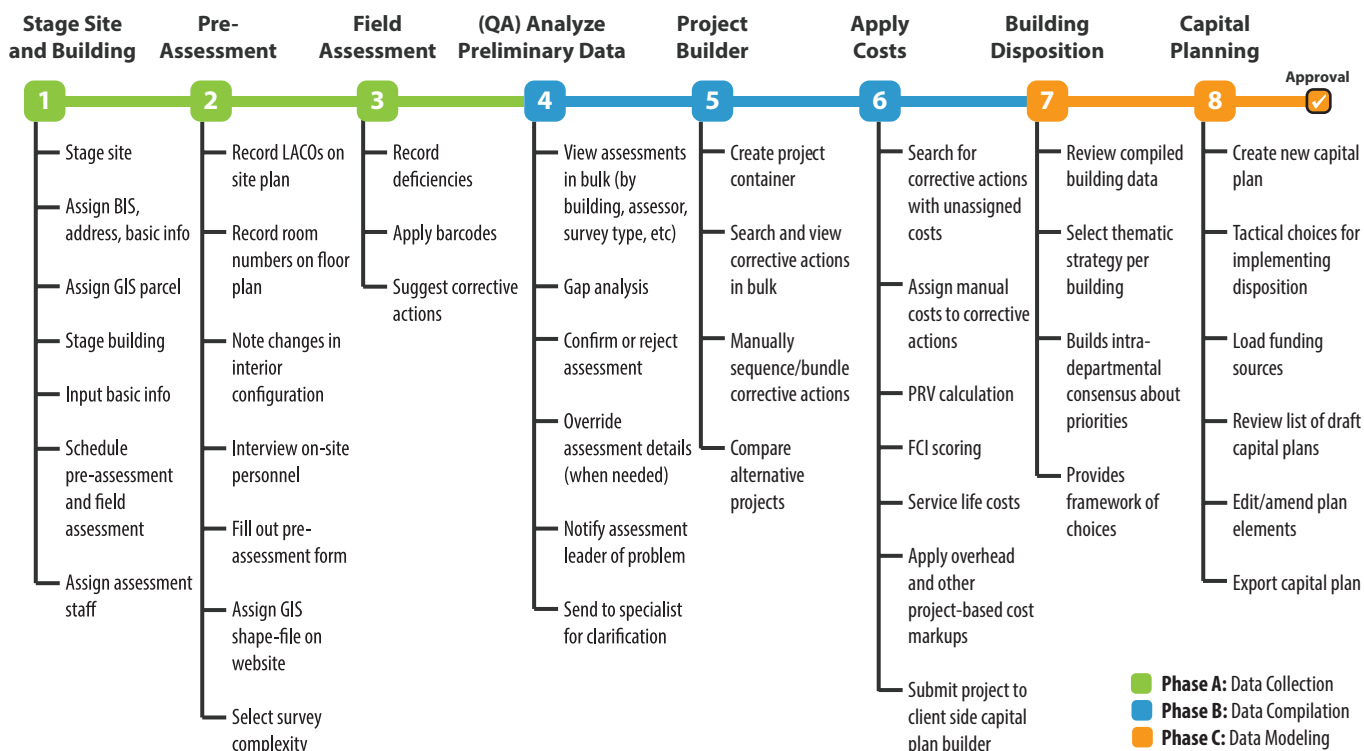 Stage Site
and Building
Pre-
Assessment
Field
Assessment
(QA) Analyze
Preliminary Data
Project
Builder
Apply
Costs
Building
Disposition
Capital
Planning
Approval
1
2
3
4
5
6
7
8
Stage site
Assign BIS,
address, basic info
Assign GIS parcel
Stage building
Input basic info
Schedule
pre-assessment
and field
assessment
Assign assessment
staff
Record LACOs on
site plan
Record room
numbers on floor
plan
Note changes in
interior
configuration
Interview on-site
personnel
Fill out pre-
assessment form
Assign GIS
shape-file on
website
Select survey
complexity
Record
deficiencies
Apply barcodes
Suggest corrective
actions
View assessments
in bulk (by
building, assessor,
survey type, etc)
Gap analysis
Confirm or reject
assessment
Override
assessment details
(when needed)
Notify assessment
leader of problem
Send to specialist
for clarification
Create project
container
Search and view
corrective actions
in bulk
Manually
sequence/bundle
corrective actions
Compare
alternative
projects
Search for
corrective actions
with unassigned
costs
Assign manual
costs to corrective
actions
PRV calculation
FCI scoring
Service life costs
Apply overhead
and other
project-based cost
markups
Submit project to
client side capital
plan builder
Review compiled
building data
Select thematic
strategy per
building
Builds intra-
departmental
consensus about
priorities
Provides
framework of
choices
Create new capital
plan
Tactical choices for
implementing
disposition
Load funding
sources
Review list of draft
capital plans
Edit/amend plan
elements
Export capital plan
Phase A: Data Collection
Phase B: Data Compilation
Phase C: Data Modeling